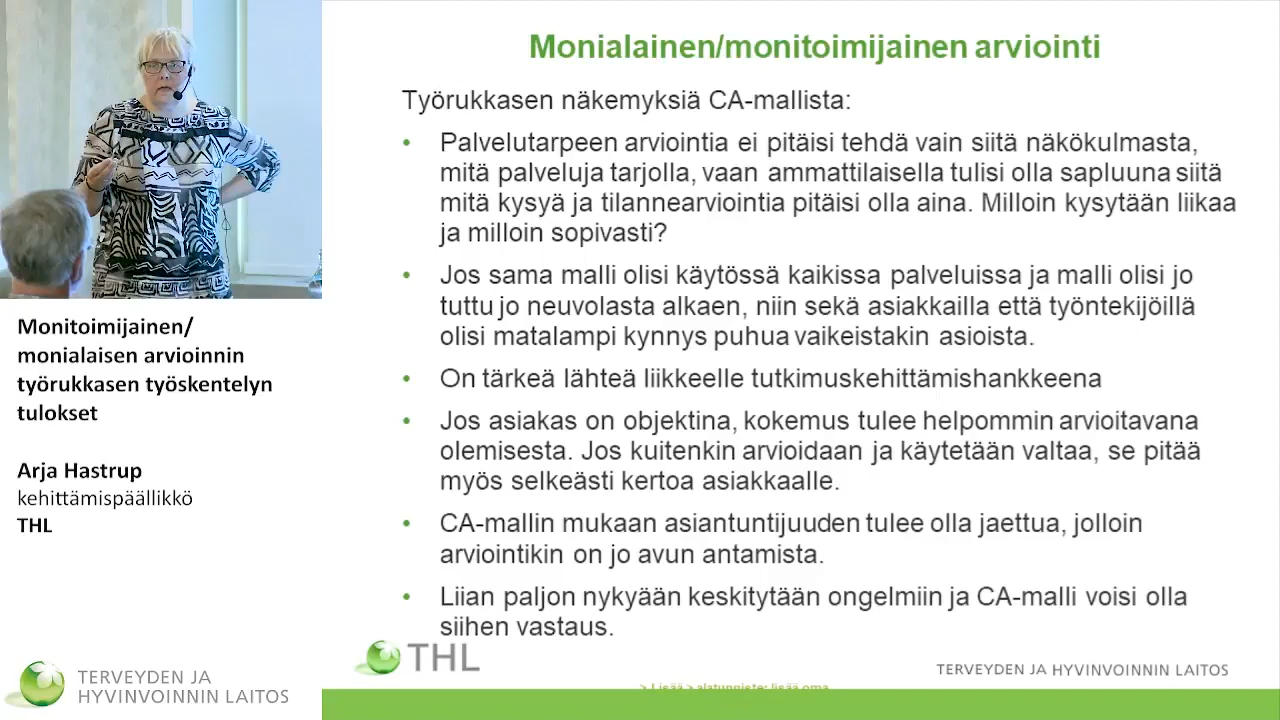 Monialainen/monitoimijainen arviointi
Työrukkasen näkemyksiä CA-mallista:
• Palvelutarpeen arviointia ei pitäisi tehdä vain siitä näkökulmasta,
mitä palveluja tarjolla, vaan ammattilaisella tulisi olla sapluuna siitä
mitä kysyä ja tilannearviointia pitäisi olla aina. Milloin kysytään liikaa
ja milloin sopivasti?
• Jos sama malli olisi käytössä kaikissa palveluissa ja malli olisi jo
tuttu jo neuvolasta alkaen, niin sekä asiakkailla että työntekijöillä
olisi matalampi kynnys puhua vaikeistakin asioista.
• On tärkeä lähteä liikkeelle tutkimuskehittämishankkeena
• Jos asiakas on objektina, kokemus tulee helpommin arvioitavana
olemisesta. Jos kuitenkin arvioidaan ja käytetään valtaa, se pitää
myös selkeästi kertoa asiakkaalle.
• CA-mallin mukaan asiantuntijuuden tulee olla jaettua, jolloin
arviointikin on jo avun antamista.
• Liian paljon nykyään keskitytään ongelmiin ja CA-malli voisi olla
siihen vastaus.
THL
TERVEYDEN JA HYVINVOINNIN LAITOS
> Lisää > alatunniste: lisää oma
Monitoimijainen/
monialaisen arvioinnin
työrukkasen työskentelyn
tulokset
Arja Hastrup
kehittämispäällikkö
THL
TERVEYDEN JA
HYVINVOINNIN LAITOS